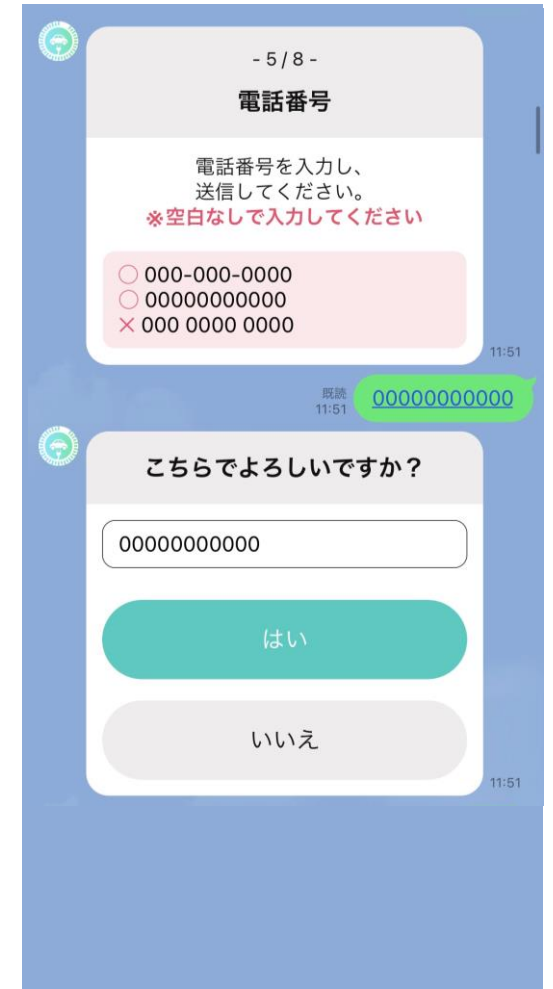 - 5 / 8 -
電話番号
電話番号を入力し、
送信してください。
※空白なしで入力してください
○ 000-000-0000
○ 00000000000
× 000 0000 0000
11:51
既読
11:51
00000000000
こちらでよろしいですか？
00000000000
はい
いいえ
11:51